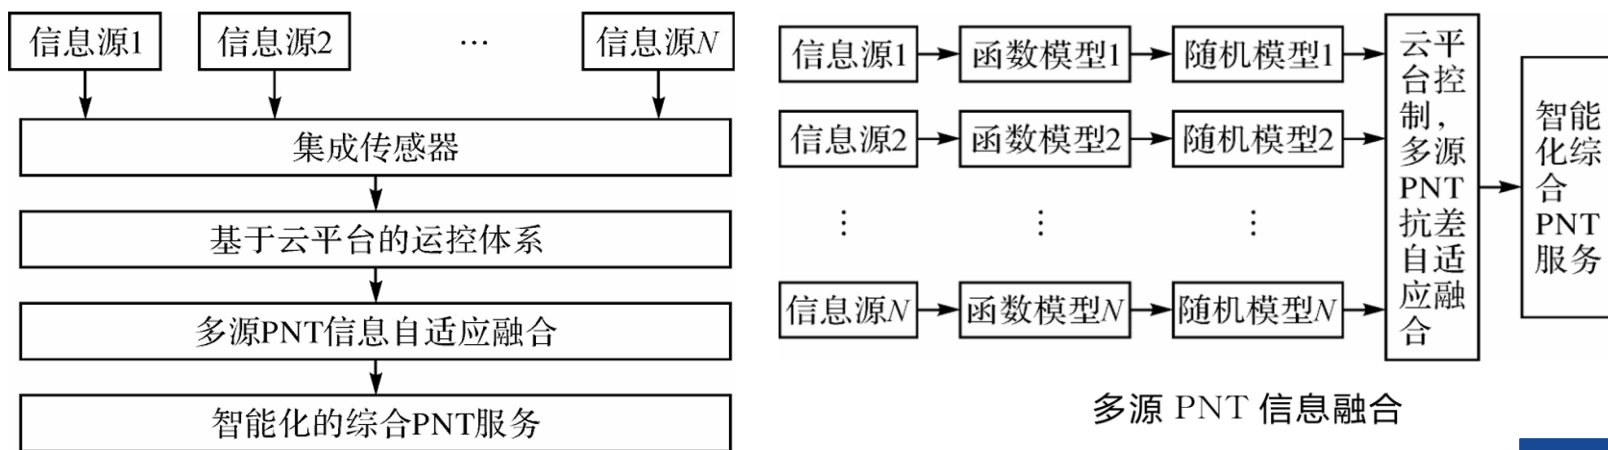 信息源1
信息源2
…
信息源N
集成传感器
基于云平台的运控体系
多源PNT信息自适应融合
智能化的综合PNT服务
信息源1
函数模型1
随机模型1
信息源2
函数模型2
随机模型2
⋮
⋮
⋮
信息源N
函数模型N
随机模型N
云平
台控
制，
多源
PNT
抗差
自适
应融
合
智能
化综
合
PNT
服务
多源 PNT 信息融合